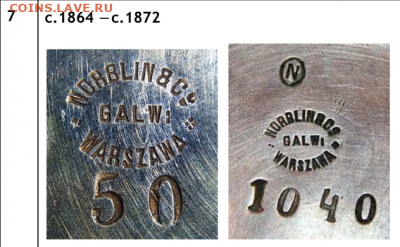 COINS.LAVE.RU
7 c.1864 – c.1872
NORBLIN & Co
GALW:
WARSZAWA
50
N
NORBLIN & Co
GALW:
WARSZAWA
1040